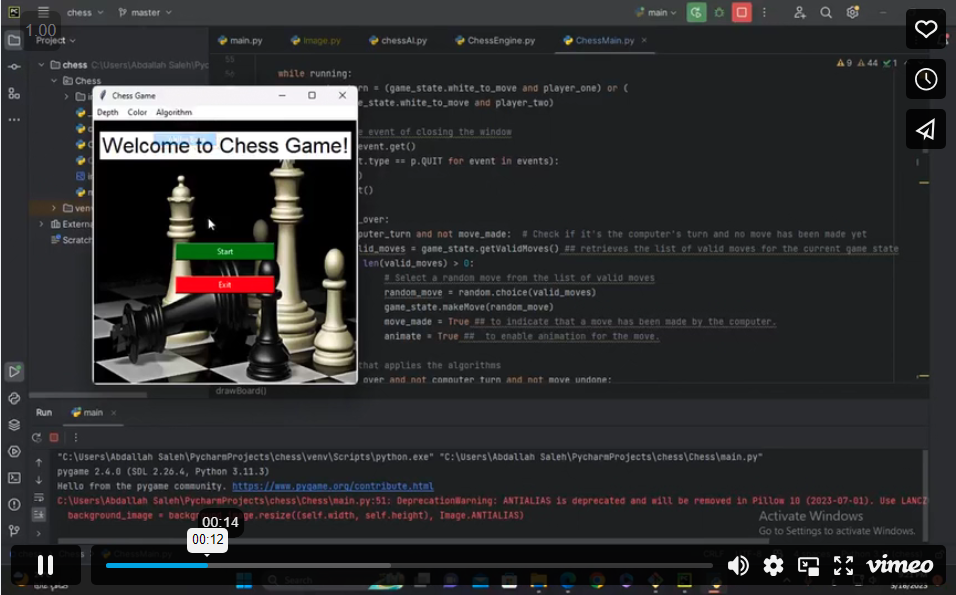 PC
chess
master
main
1.00
Project
main.py
Image.py
chessAI.py
ChessEngine.py
ChessMain.py
9 44 1
chess C:\Users\Abdallah Saleh\Pyc
55
Chess
56
while running:
n = (game_state.white_to_move and player_one) or (
e_state.white_to_move and player_two)
Chess Game
Depth Color Algorithm
Welcome to Chess Game!
Start
Exit
e event of closing the window
event.get()
t.type == p.QUIT for event in events):
)
t()
_over:
puter_turn and not move_made: # Check if it's the computer's turn and no move has been made yet
lid_moves = game_state.getValidMoves() ## retrieves the list of valid moves for the current game state
len(valid_moves) > 0:
# Select a random move from the list of valid moves
random_move = random.choice(valid_moves)
game_state.makeMove(random_move)
move_made = True ## to indicate that a move has been made by the computer.
animate = True ## to enable animation for the move.
that applies the algorithms
over and not computer_turn and not move_undone:
venv
Externa
Scratch
drawBoard()
Run
main
"C:\Users\Abdallah Saleh\PycharmProjects\chess\venv\Scripts\python.exe" "C:\Users\Abdallah Saleh\PycharmProjects\chess\Chess\main.py"
pygame 2.4.0 (SDL 2.26.4, Python 3.11.3)
Hello from the pygame community. https://www.pygame.org/contribute.html
C:\Users\Abdallah Saleh\PycharmProjects\chess\Chess\main.py:51: DeprecationWarning: ANTIALIAS is deprecated and will be removed in Pillow 10 (2023-07-01). Use LANCZ
Image.resize((self.width, self.height), Image.ANTIALIAS)
Activate Windows
Go to Settings to activate Windows.
00:14
00:12
ChessMain.py
Search
vimeo